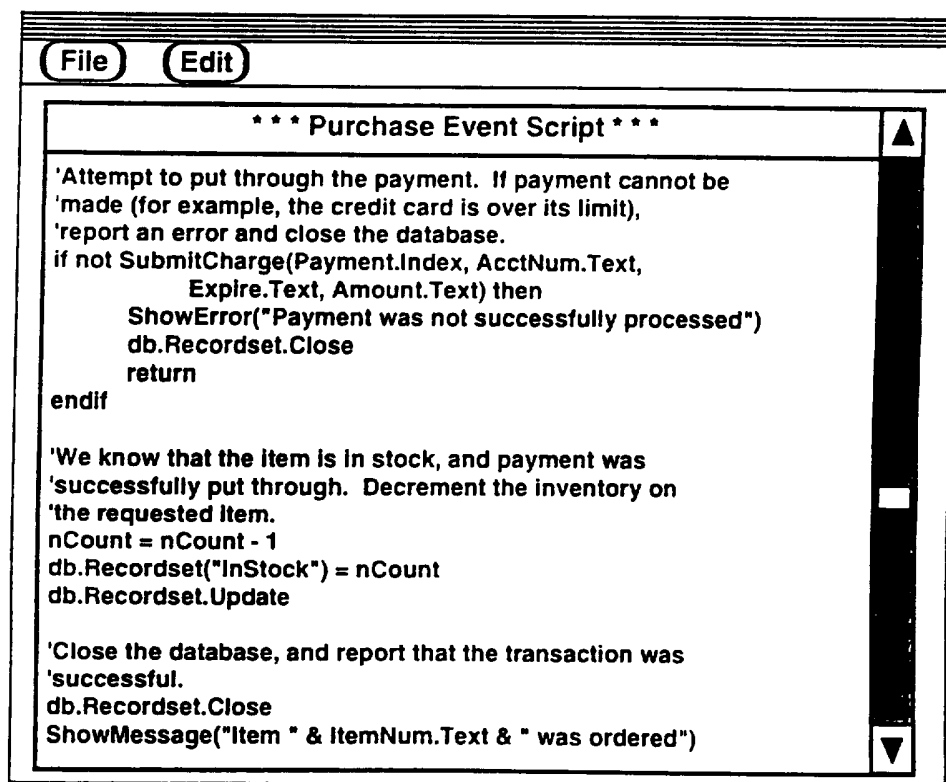 File Edit
* * * Purchase Event Script * * *
'Attempt to put through the payment.  If payment cannot be
'made (for example, the credit card is over its limit),
'report an error and close the database.
if not SubmitCharge(Payment.Index, AcctNum.Text,
Expire.Text, Amount.Text) then
ShowError("Payment was not successfully processed")
db.Recordset.Close
return
endif
'We know that the item is in stock, and payment was
'successfully put through.  Decrement the inventory on
'the requested item.
nCount = nCount - 1
db.Recordset("InStock") = nCount
db.Recordset.Update
'Close the database, and report that the transaction was
'successful.
db.Recordset.Close
ShowMessage("Item " & ItemNum.Text & " was ordered")